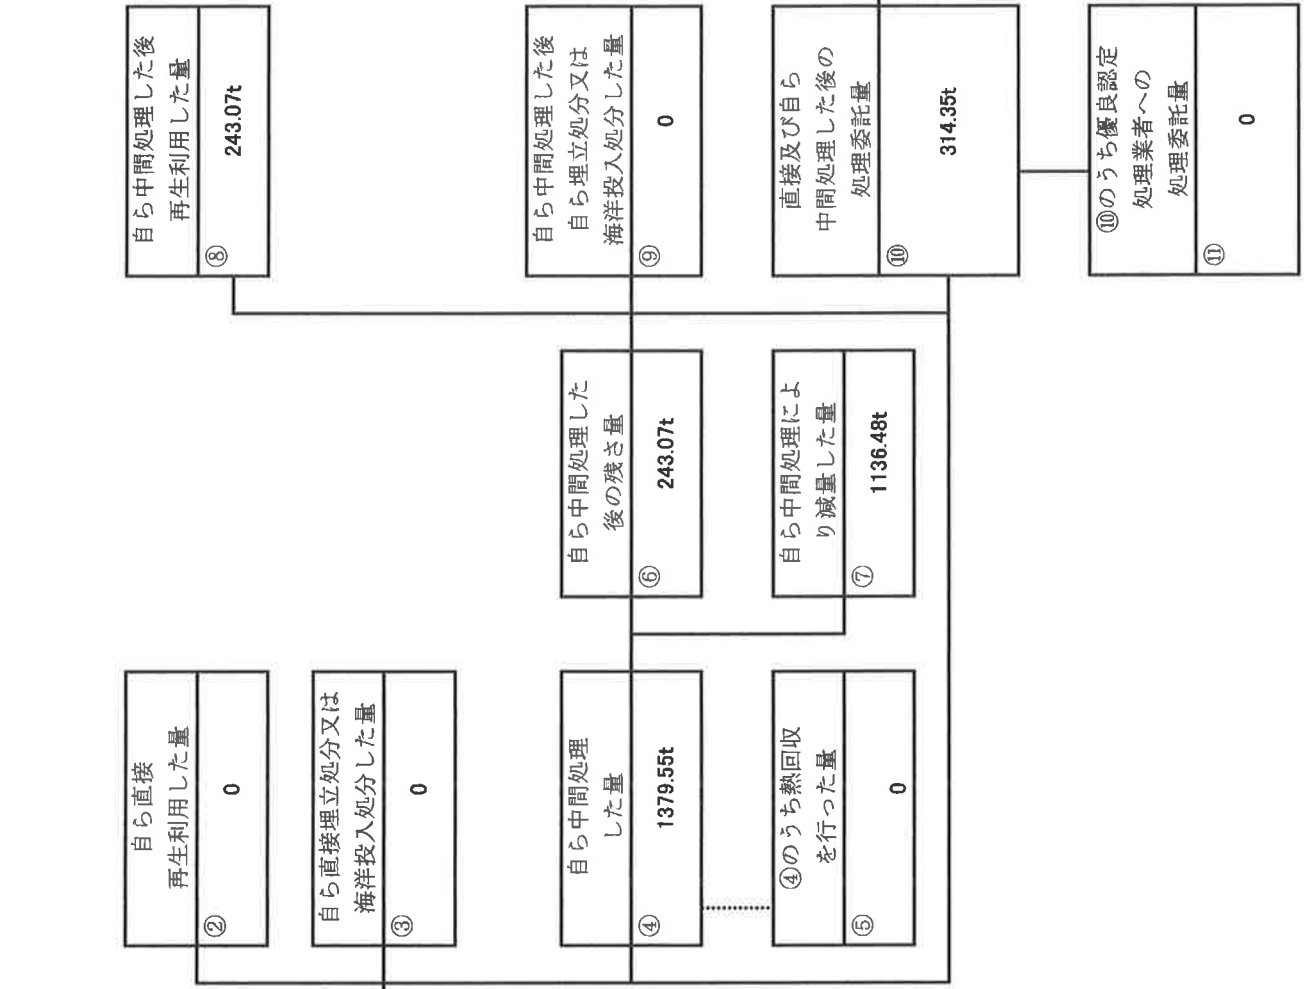 自ら直接
再生利用した量
②
0
自ら直接埋立処分又は
海洋投入処分した量
③
0
自ら中間処理
した量
④
1379.55t
④のうち熱回収
を行った量
⑤
0
自ら中間処理した
後の残さ量
⑥
243.07t
自ら中間処理によ
り減量した量
⑦
1136.48t
自ら中間処理した後
再生利用した量
⑧
243.07t
自ら中間処理した後
自ら埋立処分又は
海洋投入処分した量
⑨
0
直接及び自ら
中間処理した後の
処理委託量
⑩
314.35t
⑩のうち優良認定
処理業者への
処理委託量
⑪
0